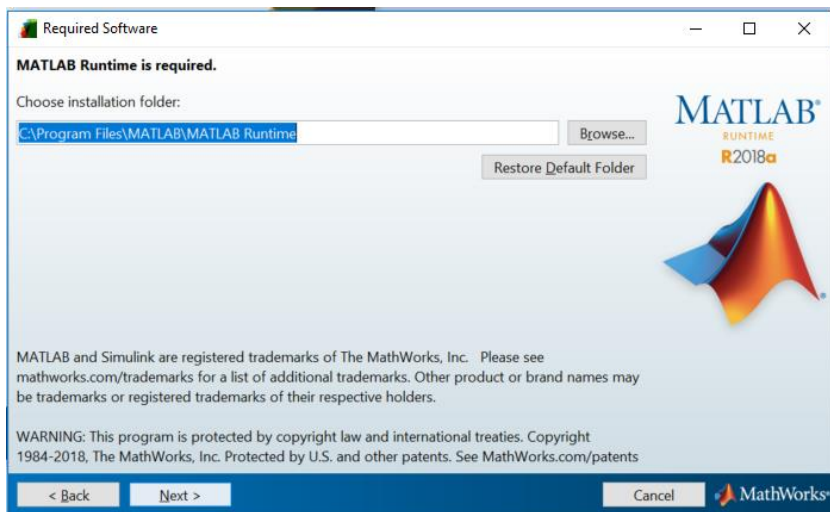 Required Software
MATLAB Runtime is required.
Choose installation folder:
C:\Program Files\MATLAB\MATLAB Runtime
Browse...
Restore Default Folder
MATLAB®
RUNTIME
R2018a
MATLAB and Simulink are registered trademarks of The MathWorks, Inc. Please see
mathworks.com/trademarks for a list of additional trademarks. Other product or brand names may
be trademarks or registered trademarks of their respective holders.
WARNING: This program is protected by copyright law and international treaties. Copyright
1984-2018, The MathWorks, Inc. Protected by U.S. and other patents. See MathWorks.com/patents
< Back
Next >
Cancel
MathWorks®